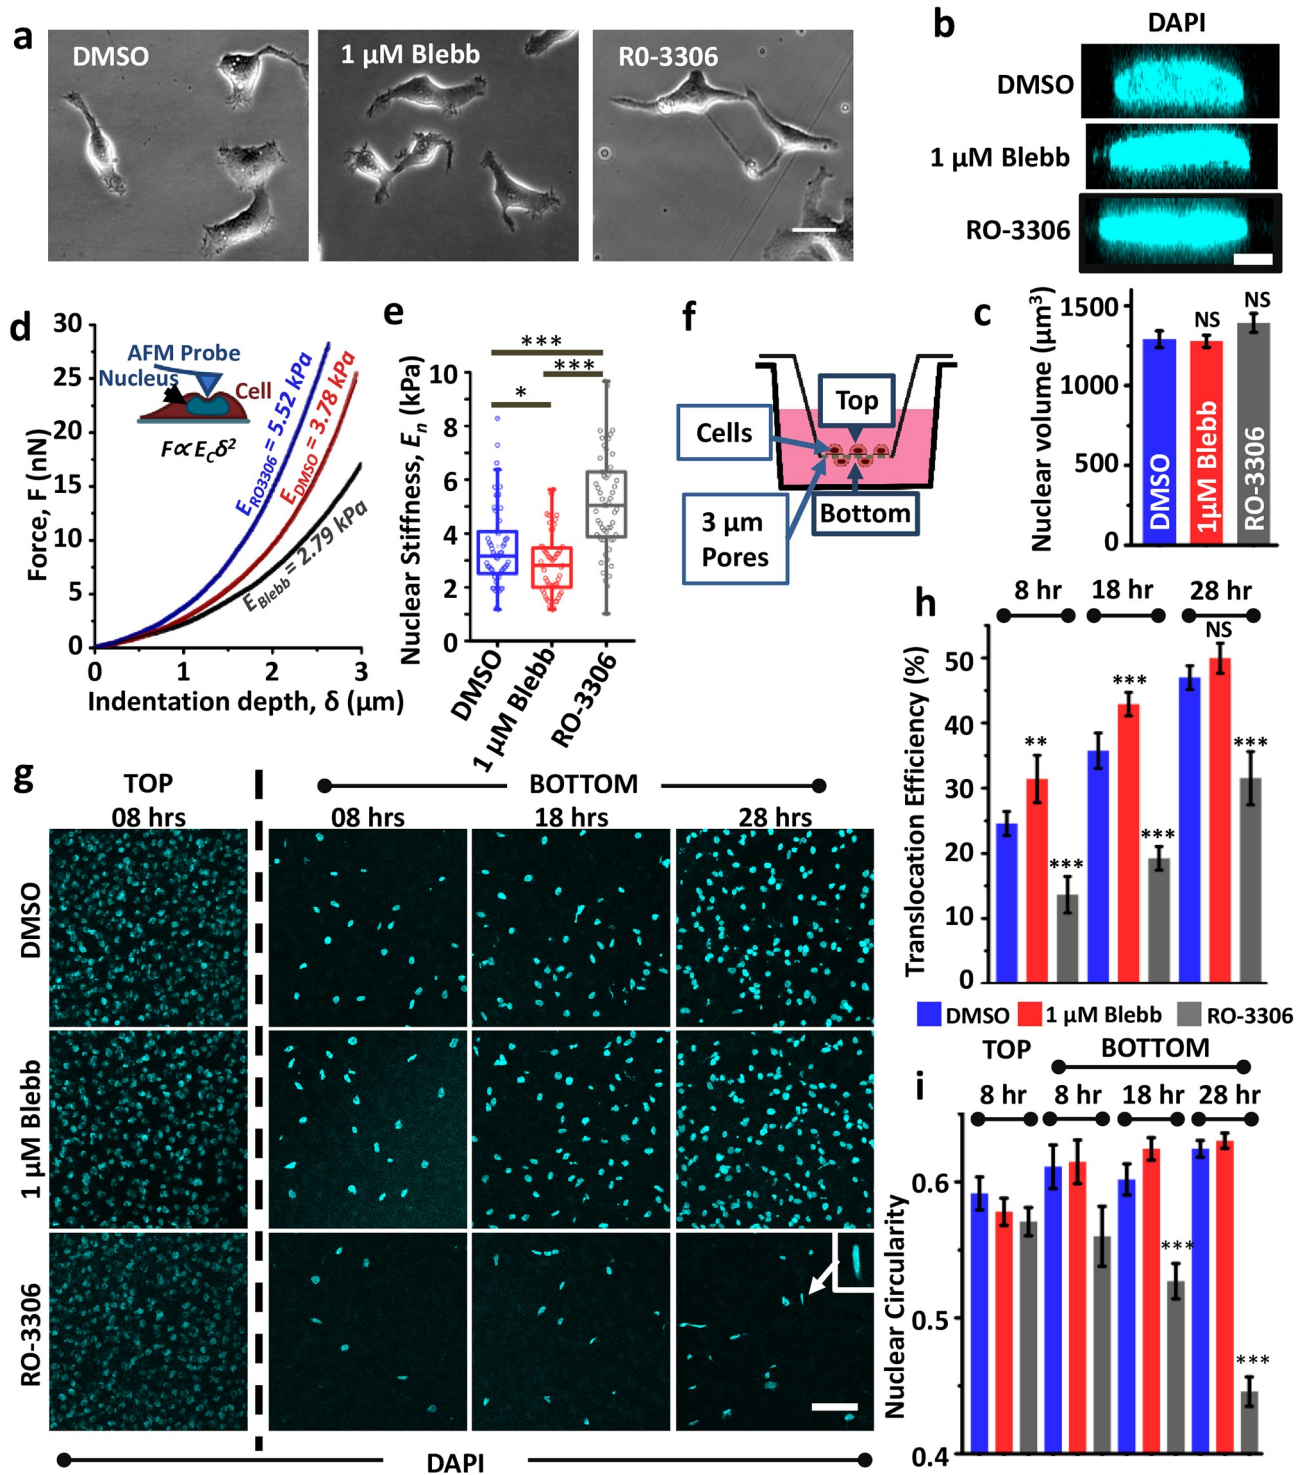 a
DMSO
1 µM Blebb
R0-3306
b
DAPI
DMSO
1 µM Blebb
RO-3306
c
Nuclear volume (µm³)
1500
1000
500
0
NS
NS
DMSO
1µM Blebb
RO-3306
d
Force, F (nN)
30
25
20
15
10
5
0
0
1
2
3
Indentation depth, δ (µm)
AFM Probe
Nucleus
Cell
F∝E_Cδ²
E_RO3306 = 5.52 kPa
E_DMSO = 3.78 kPa
E_Blebb = 2.79 kPa
e
Nuclear Stiffness, E_n (kPa)
10
8
6
4
2
0
***
***
*
DMSO
1 µM Blebb
RO-3306
f
Top
Cells
3 µm
Pores
Bottom
g
TOP
BOTTOM
08 hrs
08 hrs
18 hrs
28 hrs
DMSO
1 µM Blebb
RO-3306
DAPI
h
8 hr
18 hr
28 hr
Translocation Efficiency (%)
50
40
30
20
10
0
**
***
***
***
NS
***
DMSO
1 µM Blebb
RO-3306
i
TOP
BOTTOM
8 hr
8 hr
18 hr
28 hr
Nuclear Circularity
0.6
0.5
0.4
***
***